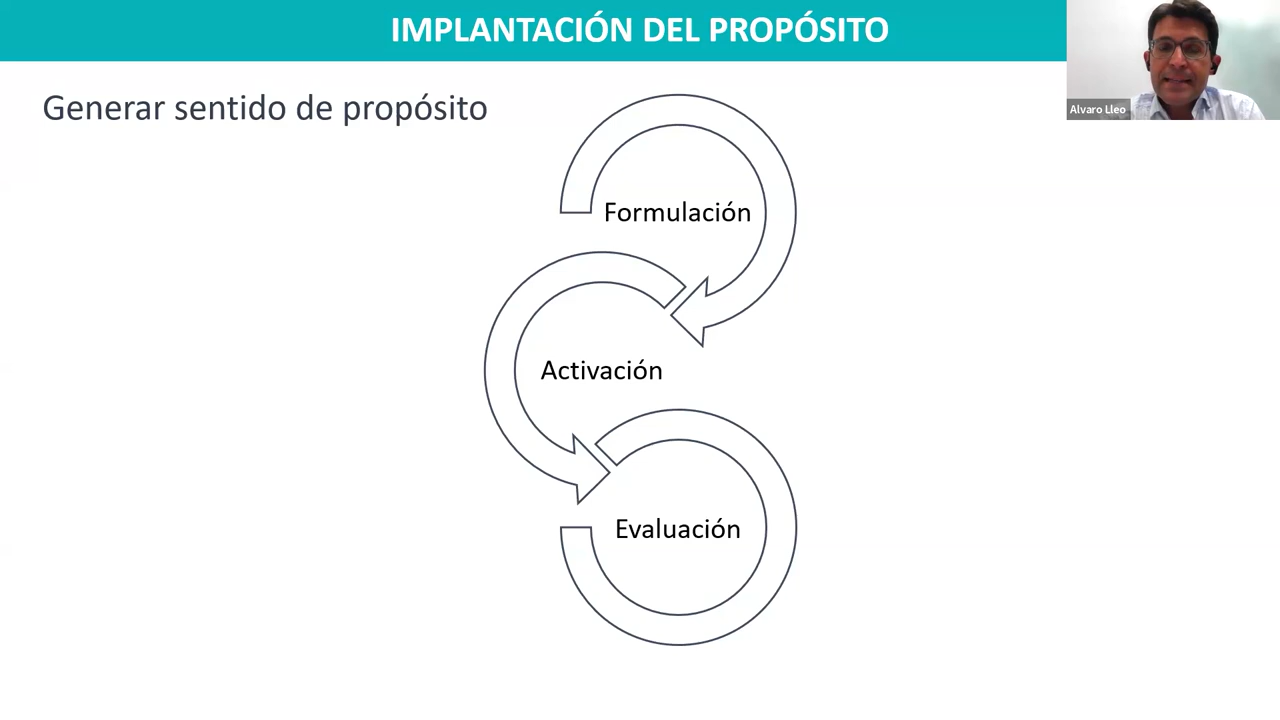 IMPLANTACIÓN DEL PROPÓSITO
Alvaro Lleo
Generar sentido de propósito
Formulación
Activación
Evaluación